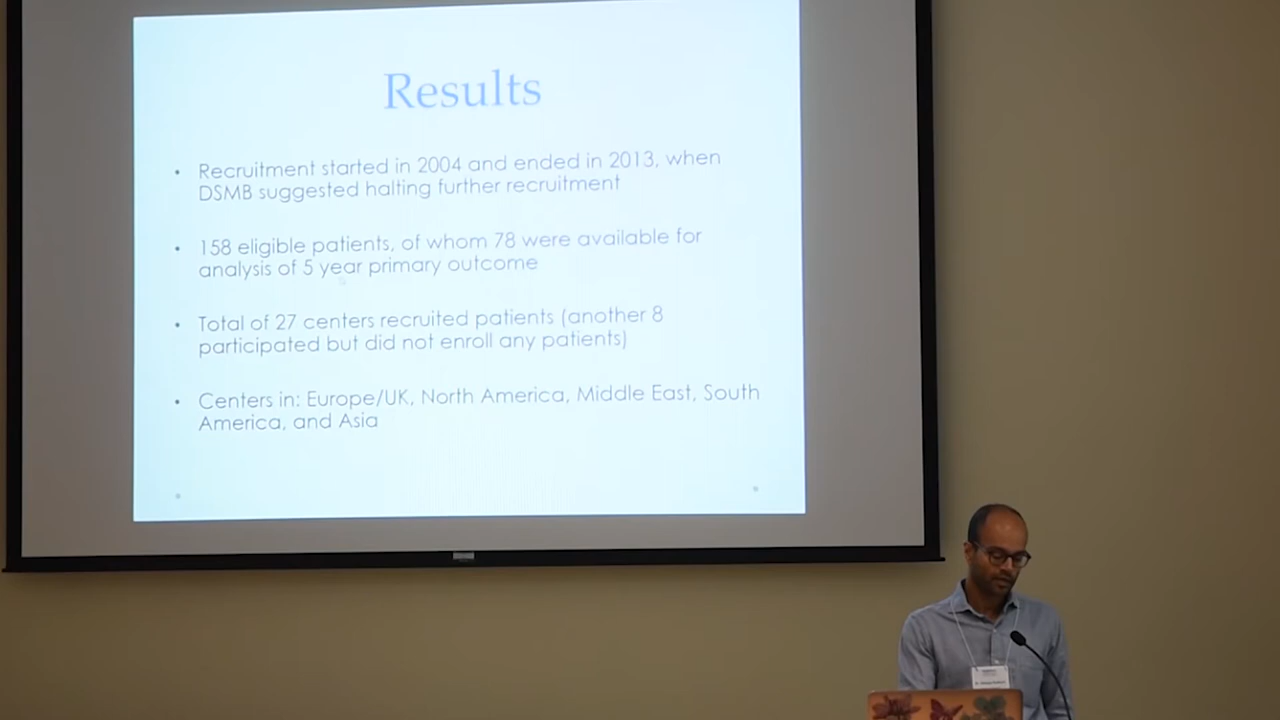 Results
• Recruitment started in 2004 and ended in 2013, when
DSMB suggested halting further recruitment
• 158 eligible patients, of whom 78 were available for
analysis of 5 year primary outcome
• Total of 27 centers recruited patients (another 8
participated but did not enroll any patients)
• Centers in: Europe/UK, North America, Middle East, South
America, and Asia